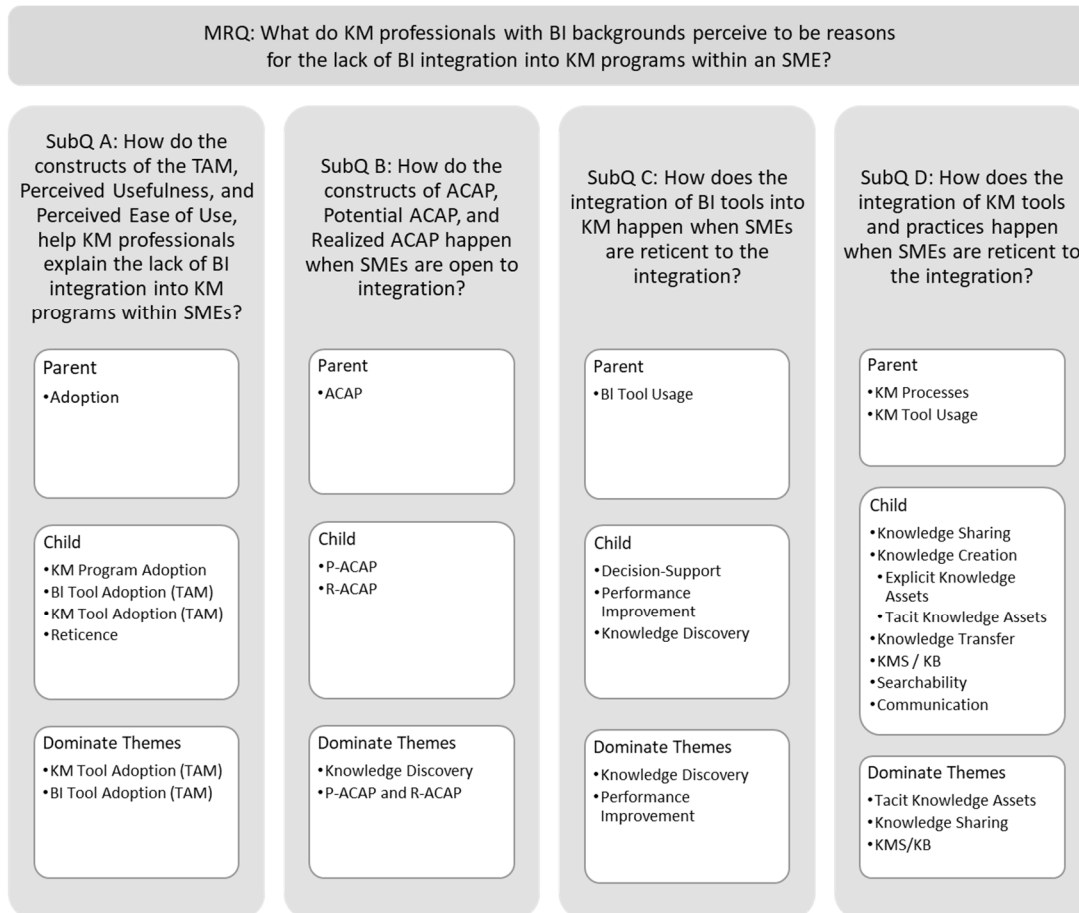 MRQ: What do KM professionals with BI backgrounds perceive to be reasons
for the lack of BI integration into KM programs within an SME?
SubQ A: How do the
constructs of the TAM,
Perceived Usefulness, and
Perceived Ease of Use,
help KM professionals
explain the lack of BI
integration into KM
programs within SMEs?
Parent
•Adoption
Child
•KM Program Adoption
•BI Tool Adoption (TAM)
•KM Tool Adoption (TAM)
•Reticence
Dominate Themes
•KM Tool Adoption (TAM)
•BI Tool Adoption (TAM)
SubQ B: How do the
constructs of ACAP,
Potential ACAP, and
Realized ACAP happen
when SMEs are open to
integration?
Parent
•ACAP
Child
•P-ACAP
•R-ACAP
Dominate Themes
•Knowledge Discovery
•P-ACAP and R-ACAP
SubQ C: How does the
integration of BI tools into
KM happen when SMEs
are reticent to the
integration?
Parent
•BI Tool Usage
Child
•Decision-Support
•Performance
Improvement
•Knowledge Discovery
Dominate Themes
•Knowledge Discovery
•Performance
Improvement
SubQ D: How does the
integration of KM tools
and practices happen
when SMEs are reticent to
the integration?
Parent
•KM Processes
•KM Tool Usage
Child
•Knowledge Sharing
•Knowledge Creation
•Explicit Knowledge
Assets
•Tacit Knowledge Assets
•Knowledge Transfer
•KMS / KB
•Searchability
•Communication
Dominate Themes
•Tacit Knowledge Assets
•Knowledge Sharing
•KMS/KB